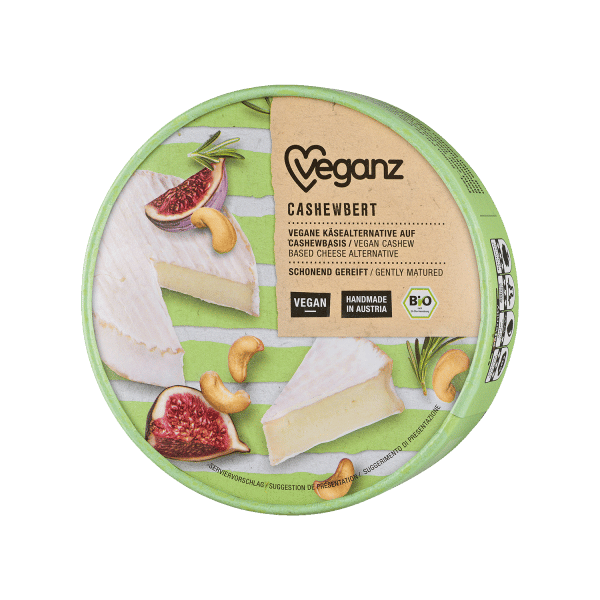 veganz
CASHEWBERT
VEGANE KÄSEALTERNATIVE AUF
CASHEWBASIS / VEGAN CASHEW
BASED CHEESE ALTERNATIVE
SCHONEND GEREIFT / GENTLY MATURED
VEGAN
HANDMADE
IN AUSTRIA
BIO
SERVIERVORSCHLAG / SUGGESTION DE PRÉSENTATION / SUGGERIMENTO DI PRESENTAZIONE